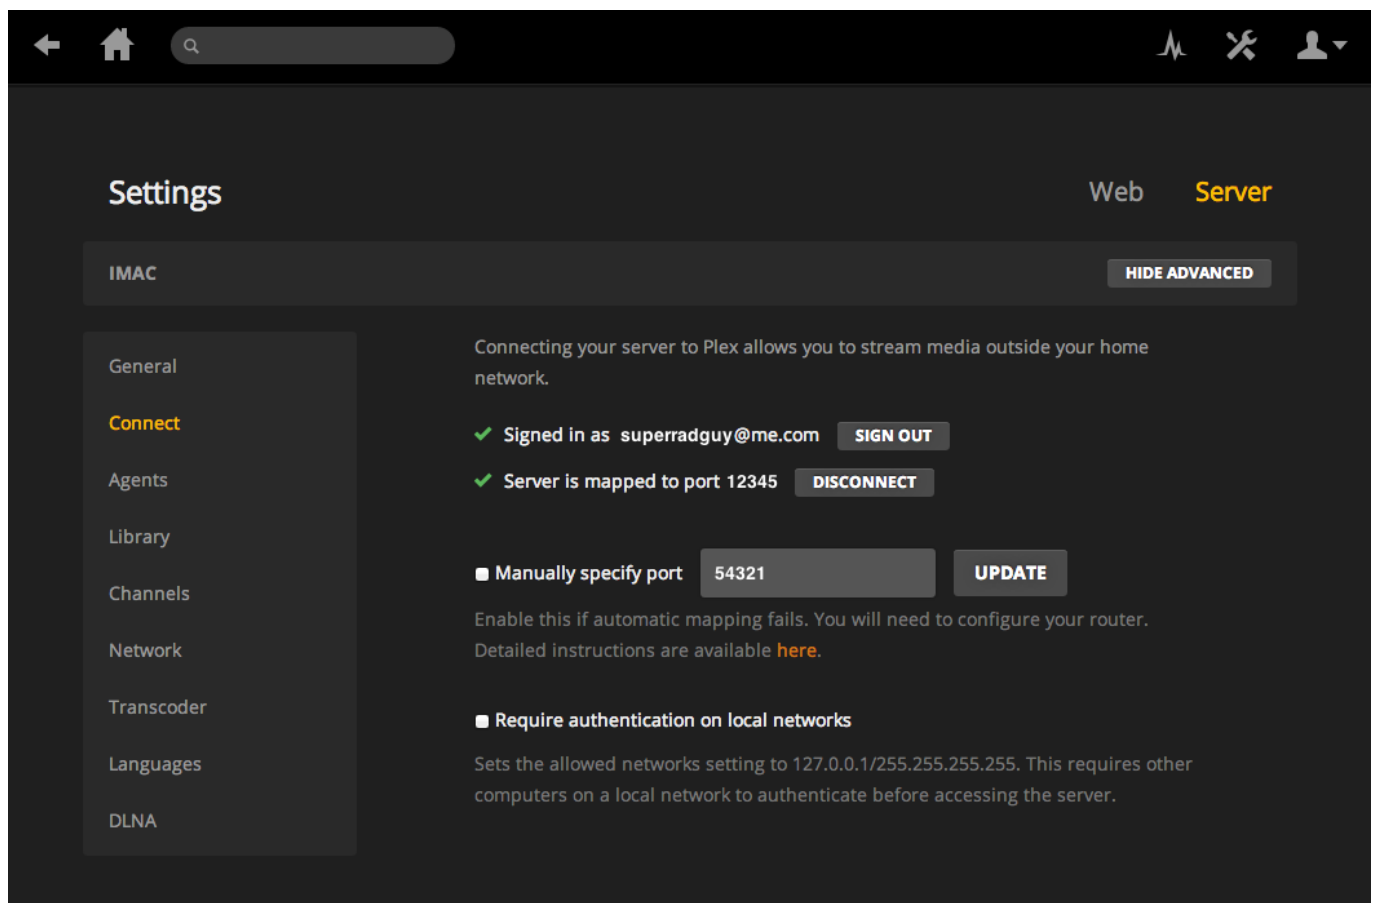 Settings
Web
Server
IMAC
HIDE ADVANCED
General
Connect
Agents
Library
Channels
Network
Transcoder
Languages
DLNA
Connecting your server to Plex allows you to stream media outside your home
network.
Signed in as superradguy@me.com SIGN OUT
Server is mapped to port 12345 DISCONNECT
Manually specify port 54321 UPDATE
Enable this if automatic mapping fails. You will need to configure your router.
Detailed instructions are available here.
Require authentication on local networks
Sets the allowed networks setting to 127.0.0.1/255.255.255.255. This requires other
computers on a local network to authenticate before accessing the server.